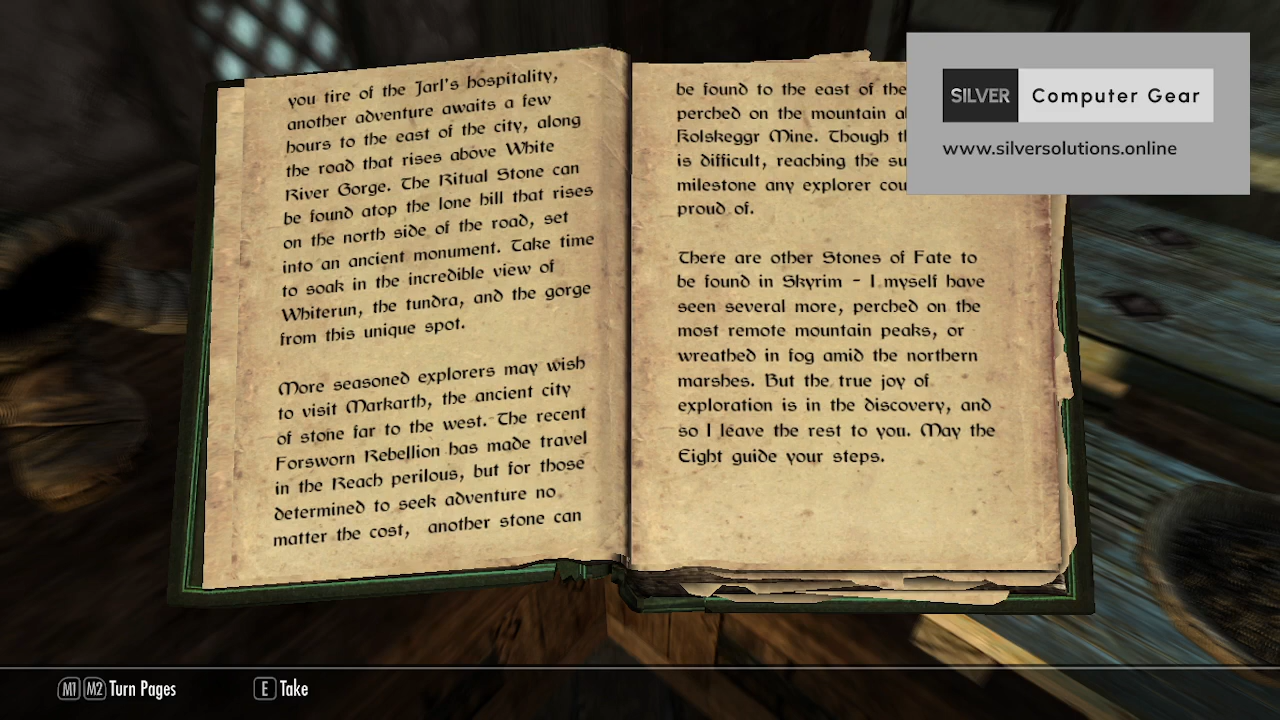 you tire of the Jarl's hospitality,
another adventure awaits a few
hours to the east of the city, along
the road that rises above White
River Gorge. The Ritual Stone can
be found atop the lone hill that rises
on the north side of the road, set
into an ancient monument. Take time
to soak in the incredible view of
Whiterun, the tundra, and the gorge
from this unique spot.
More seasoned explorers may wish
to visit Markarth, the ancient city
of stone far to the west. The recent
Forsworn Rebellion has made travel
in the Reach perilous, but for those
determined to seek adventure no
matter the cost, another stone can
be found to the east of the
perched on the mountain
Kolskeggr Mine. Though
is difficult, reaching the
milestone any explorer
proud of.
There are other Stones of Fate to
be found in Skyrim - I myself have
seen several more, perched on the
most remote mountain peaks, or
wreathed in fog amid the northern
marshes. But the true joy of
exploration is in the discovery, and
so I leave the rest to you. May the
Eight guide your steps.
SILVER Computer Gear
www.silversolutions.online
M1 M2 Turn Pages
E Take